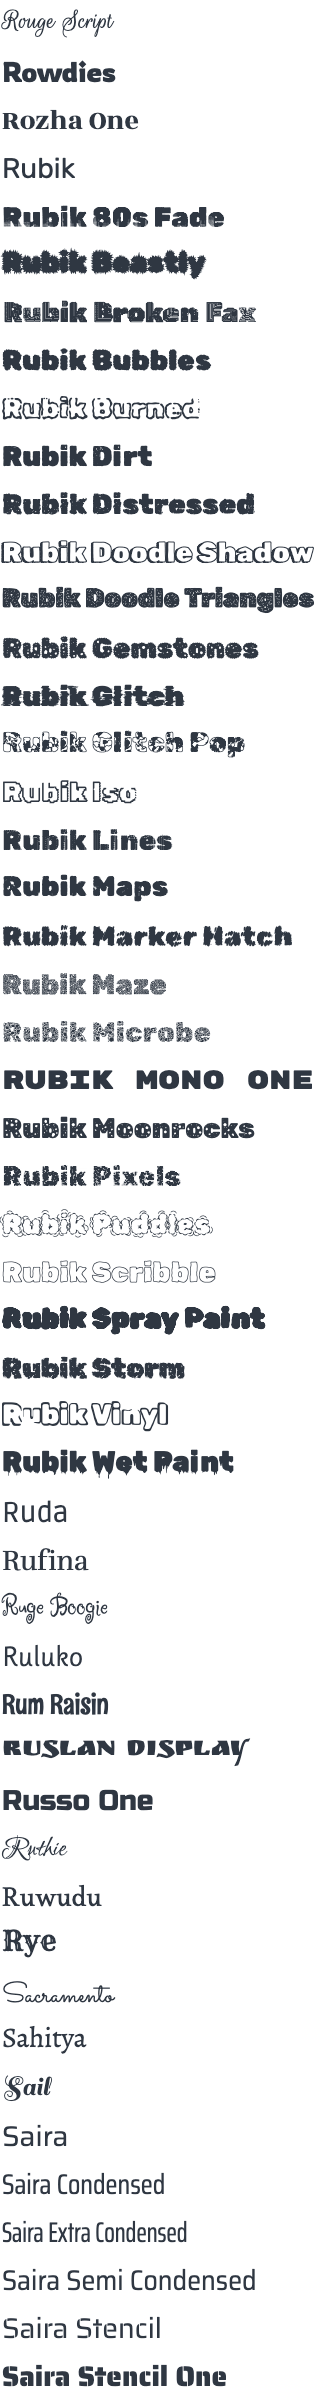 Rouge Script
Rowdies
Rozha One
Rubik
Rubik 80s Fade
Rubik Beastly
Rubik Broken Fax
Rubik Bubbles
Rubik Burned
Rubik Dirt
Rubik Distressed
Rubik Doodle Shadow
Rubik Doodle Triangles
Rubik Gemstones
Rubik Glitch
Rubik Glitch Pop
Rubik Iso
Rubik Lines
Rubik Maps
Rubik Marker Hatch
Rubik Maze
Rubik Microbe
RUBIK MONO ONE
Rubik Moonrocks
Rubik Pixels
Rubik Puddles
Rubik Scribble
Rubik Spray Paint
Rubik Storm
Rubik Vinyl
Rubik Wet Paint
Ruda
Rufina
Ruge Boogie
Ruluko
Rum Raisin
RUSLAN DISPLAY
Russo One
Ruthie
Ruwudu
Rye
Sacramento
Sahitya
Sail
Saira
Saira Condensed
Saira Extra Condensed
Saira Semi Condensed
Saira Stencil
Saira Stencil One